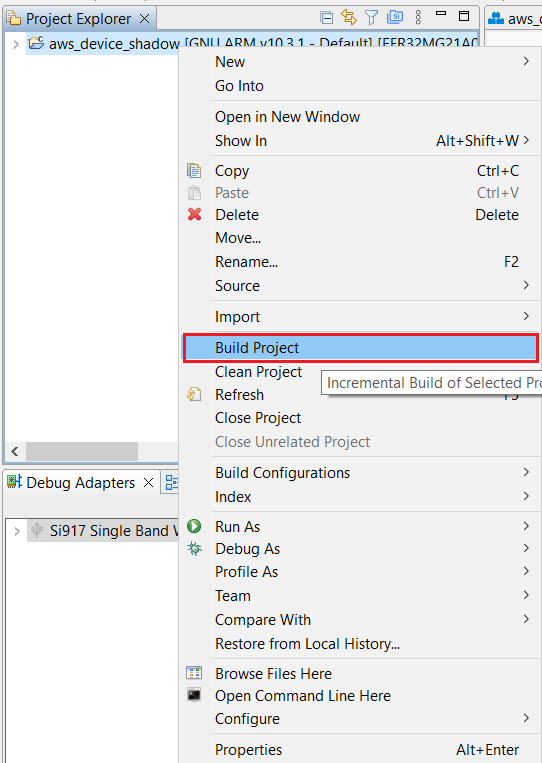 Project Explorer
aws_
aws_device_shadow [GNU ARM v10.3.1 - Default] [EFR32MG21A0
New
Go Into
Open in New Window
Show In Alt+Shift+W
Copy Ctrl+C
Paste Ctrl+V
Delete Delete
Move...
Rename... F2
Source
Import
Build Project
Clean Project
Incremental Build of Selected Pro
Refresh F5
Close Project
Close Unrelated Project
Build Configurations
Index
Debug Adapters
Si917 Single Band
Run As
Debug As
Profile As
Team
Compare With
Restore from Local History...
Browse Files Here
Open Command Line Here
Configure
Properties Alt+Enter